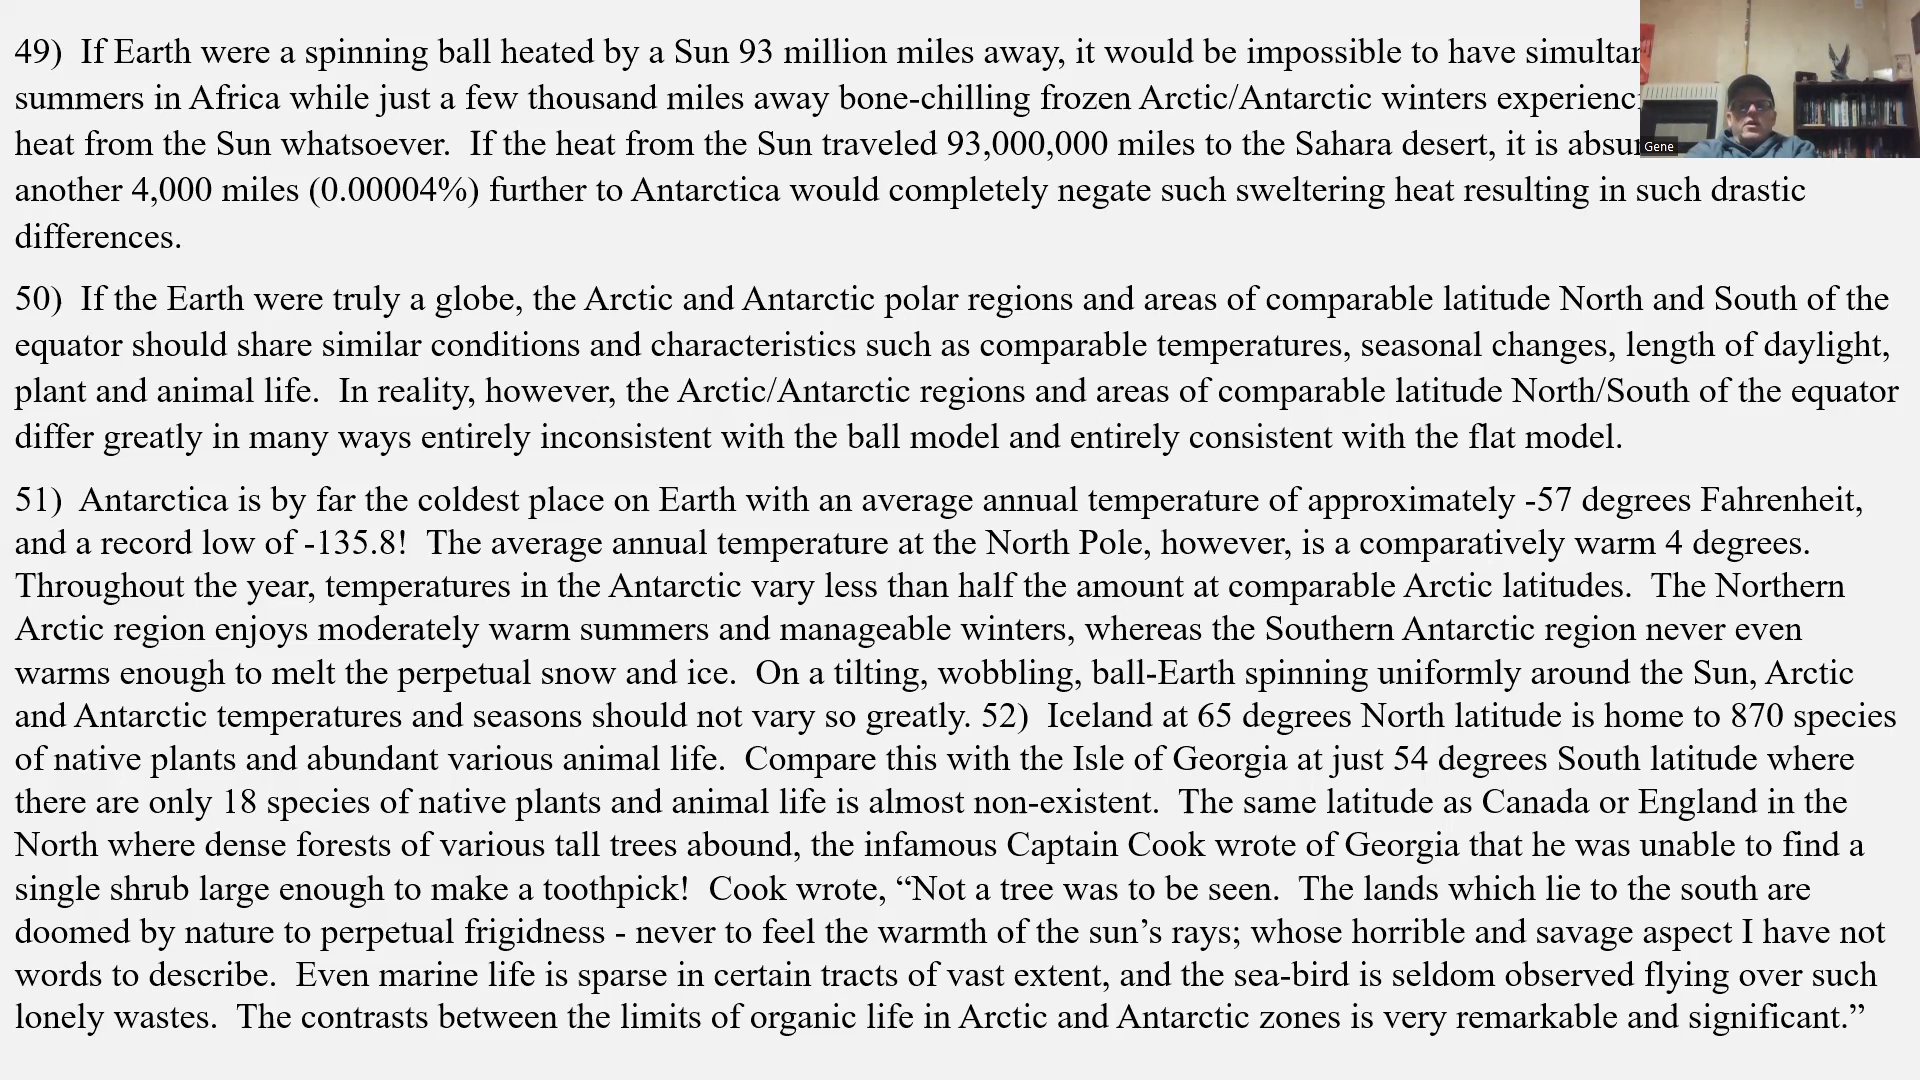 49)  If Earth were a spinning ball heated by a Sun 93 million miles away, it would be impossible to have
summers in Africa while just a few thousand miles away bone-chilling frozen Arctic/Antarctic winters
heat from the Sun whatsoever.  If the heat from the Sun traveled 93,000,000 miles to the Sahara desert, it is
another 4,000 miles (0.00004%) further to Antarctica would completely negate such sweltering heat resulting in such drastic
differences.
50)  If the Earth were truly a globe, the Arctic and Antarctic polar regions and areas of comparable latitude North and South of the
equator should share similar conditions and characteristics such as comparable temperatures, seasonal changes, length of daylight,
plant and animal life.  In reality, however, the Arctic/Antarctic regions and areas of comparable latitude North/South of the equator
differ greatly in many ways entirely inconsistent with the ball model and entirely consistent with the flat model.
51)  Antarctica is by far the coldest place on Earth with an average annual temperature of approximately -57 degrees Fahrenheit,
and a record low of -135.8!  The average annual temperature at the North Pole, however, is a comparatively warm 4 degrees.
Throughout the year, temperatures in the Antarctic vary less than half the amount at comparable Arctic latitudes.  The Northern
Arctic region enjoys moderately warm summers and manageable winters, whereas the Southern Antarctic region never even
warms enough to melt the perpetual snow and ice.  On a tilting, wobbling, ball-Earth spinning uniformly around the Sun, Arctic
and Antarctic temperatures and seasons should not vary so greatly. 52)  Iceland at 65 degrees North latitude is home to 870 species
of native plants and abundant various animal life.  Compare this with the Isle of Georgia at just 54 degrees South latitude where
there are only 18 species of native plants and animal life is almost non-existent.  The same latitude as Canada or England in the
North where dense forests of various tall trees abound, the infamous Captain Cook wrote of Georgia that he was unable to find a
single shrub large enough to make a toothpick!  Cook wrote, “Not a tree was to be seen.  The lands which lie to the south are
doomed by nature to perpetual frigidness - never to feel the warmth of the sun’s rays; whose horrible and savage aspect I have not
words to describe.  Even marine life is sparse in certain tracts of vast extent, and the sea-bird is seldom observed flying over such
lonely wastes.  The contrasts between the limits of organic life in Arctic and Antarctic zones is very remarkable and significant.”
Gene